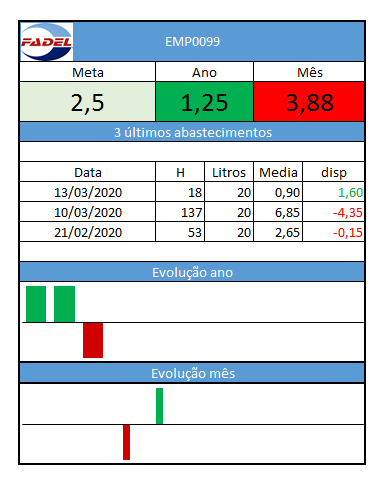 FADEL
EMP0099
Meta Ano Mês
2,5 1,25 3,88
3 últimos abastecimentos
Data H Litros Media disp
13/03/2020 18 20 0,90 1,60
10/03/2020 137 20 6,85 -4,35
21/02/2020 53 20 2,65 -0,15
Evolução ano
Evolução mês